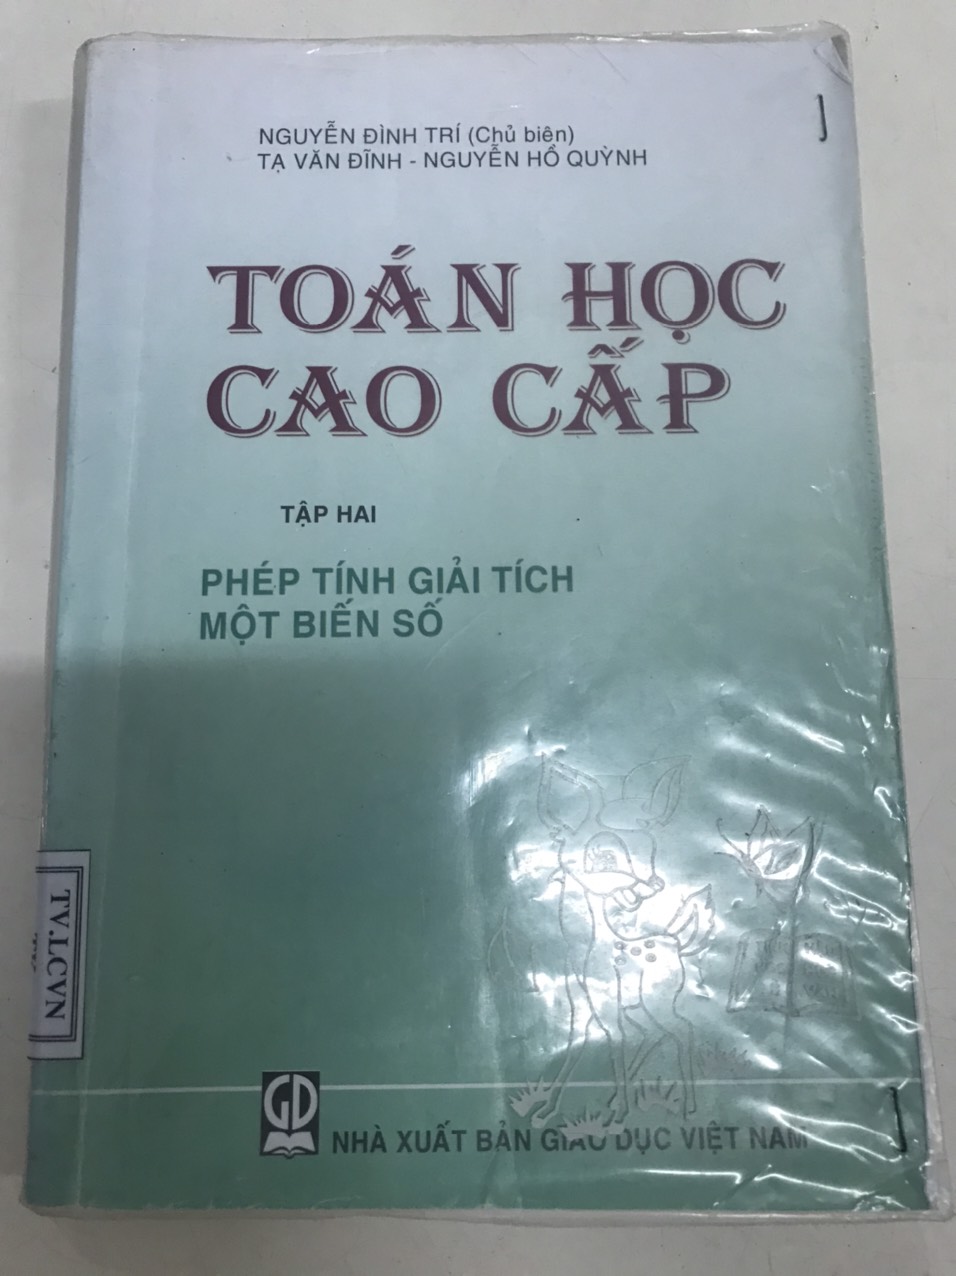 NGUYỄN ĐÌNH TRÍ (Chủ biên)
TẠ VĂN ĐĨNH - NGUYỄN HỒ QUỲNH
TOÁN HỌC
CAO CẤP
TẬP HAI
PHÉP TÍNH GIẢI TÍCH
MỘT BIẾN SỐ
TV.LCVN
GD
NHÀ XUẤT BẢN GIÁO DỤC VIỆT NAM